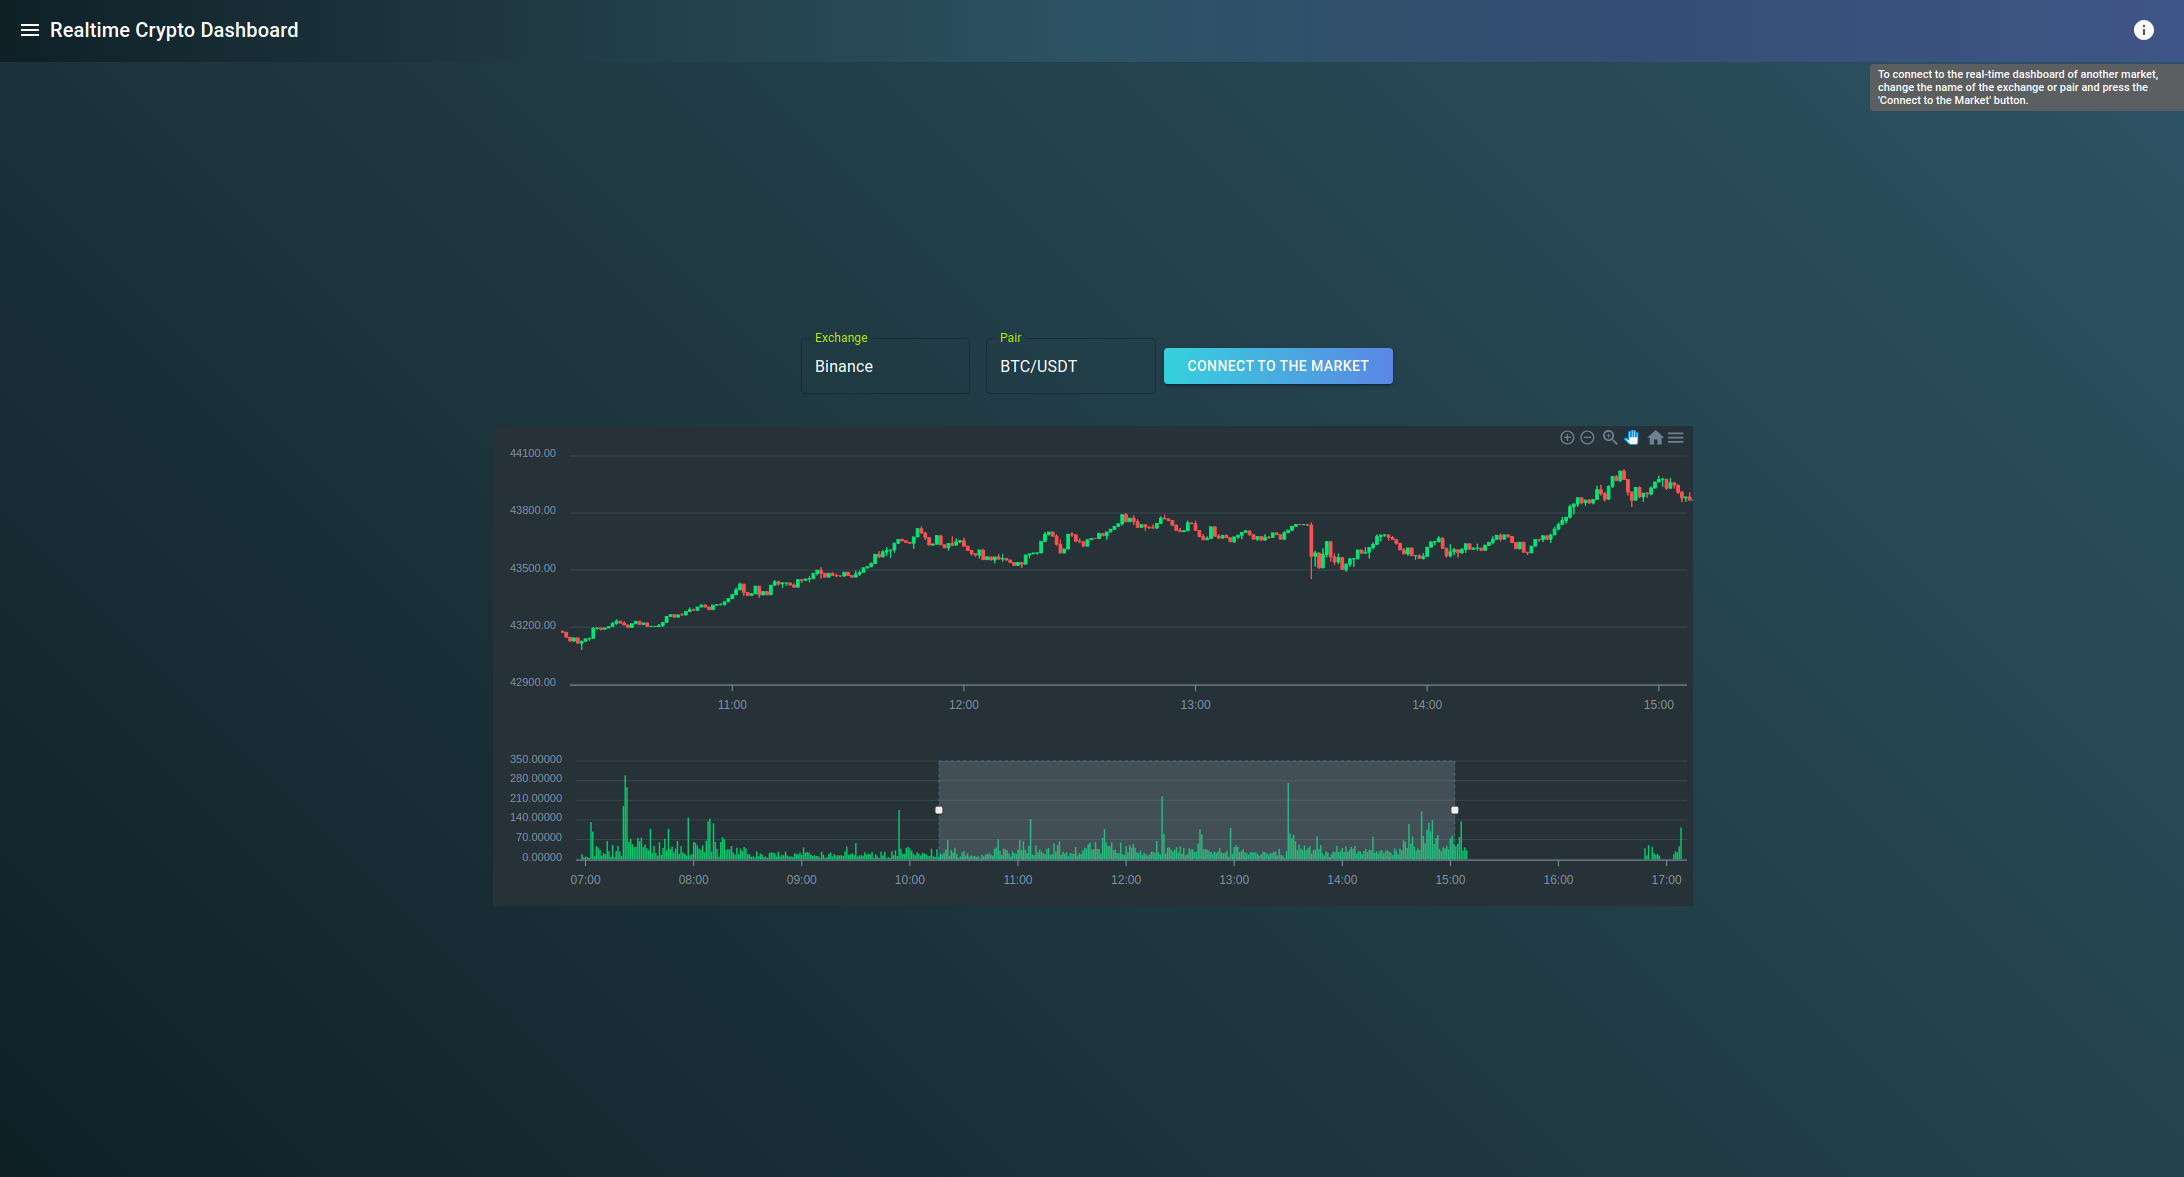 Realtime Crypto Dashboard
To connect to the real-time dashboard of another market,
change the name of the exchange or pair and press the
'Connect to the Market' button.
Exchange
Binance
Pair
BTC/USDT
CONNECT TO THE MARKET
44100.00
43800.00
43500.00
43200.00
42900.00
11:00 12:00 13:00 14:00 15:00
350.00000
280.00000
210.00000
140.00000
70.00000
0.00000
07:00 08:00 09:00 10:00 11:00 12:00 13:00 14:00 15:00 16:00 17:00